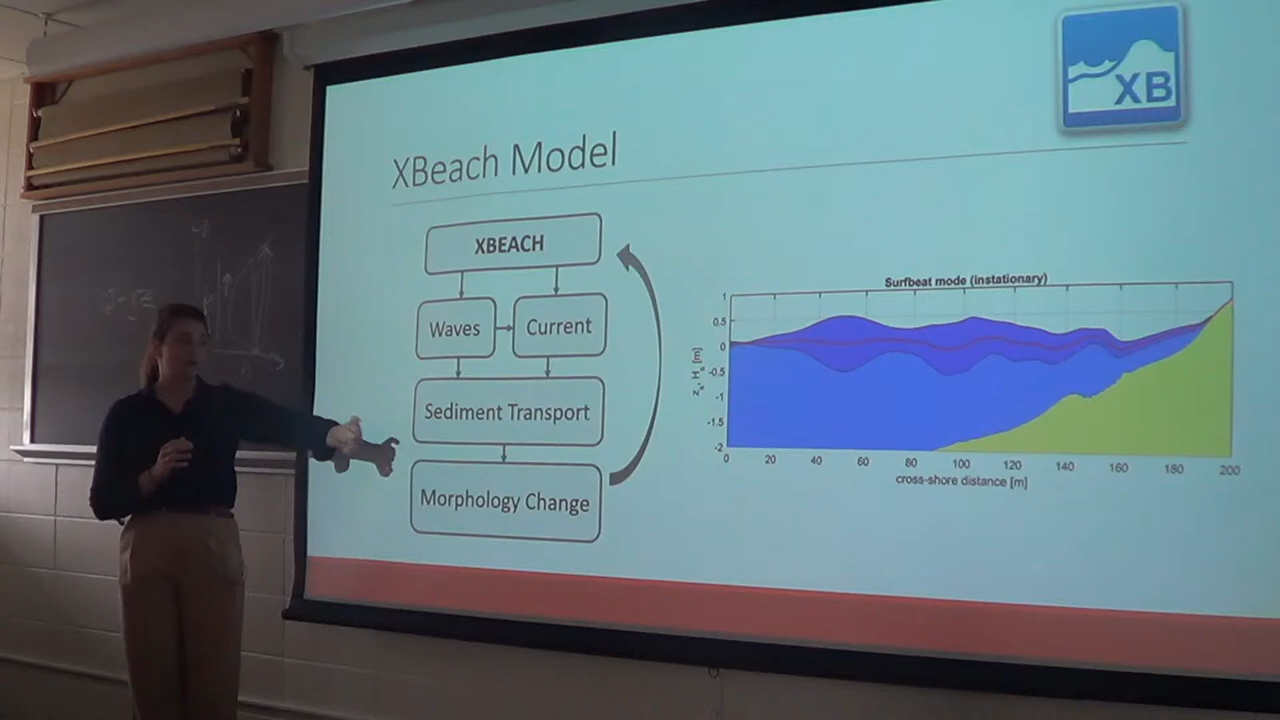 XB
XBeach Model
XBEACH
Waves
Current
Sediment Transport
Morphology Change
Surfbeat mode (instationary)
1
0.5
0
-0.5
-1
-1.5
-2
0 20 40 60 80 100 120 140 160 180 200
cross-shore distance [m]